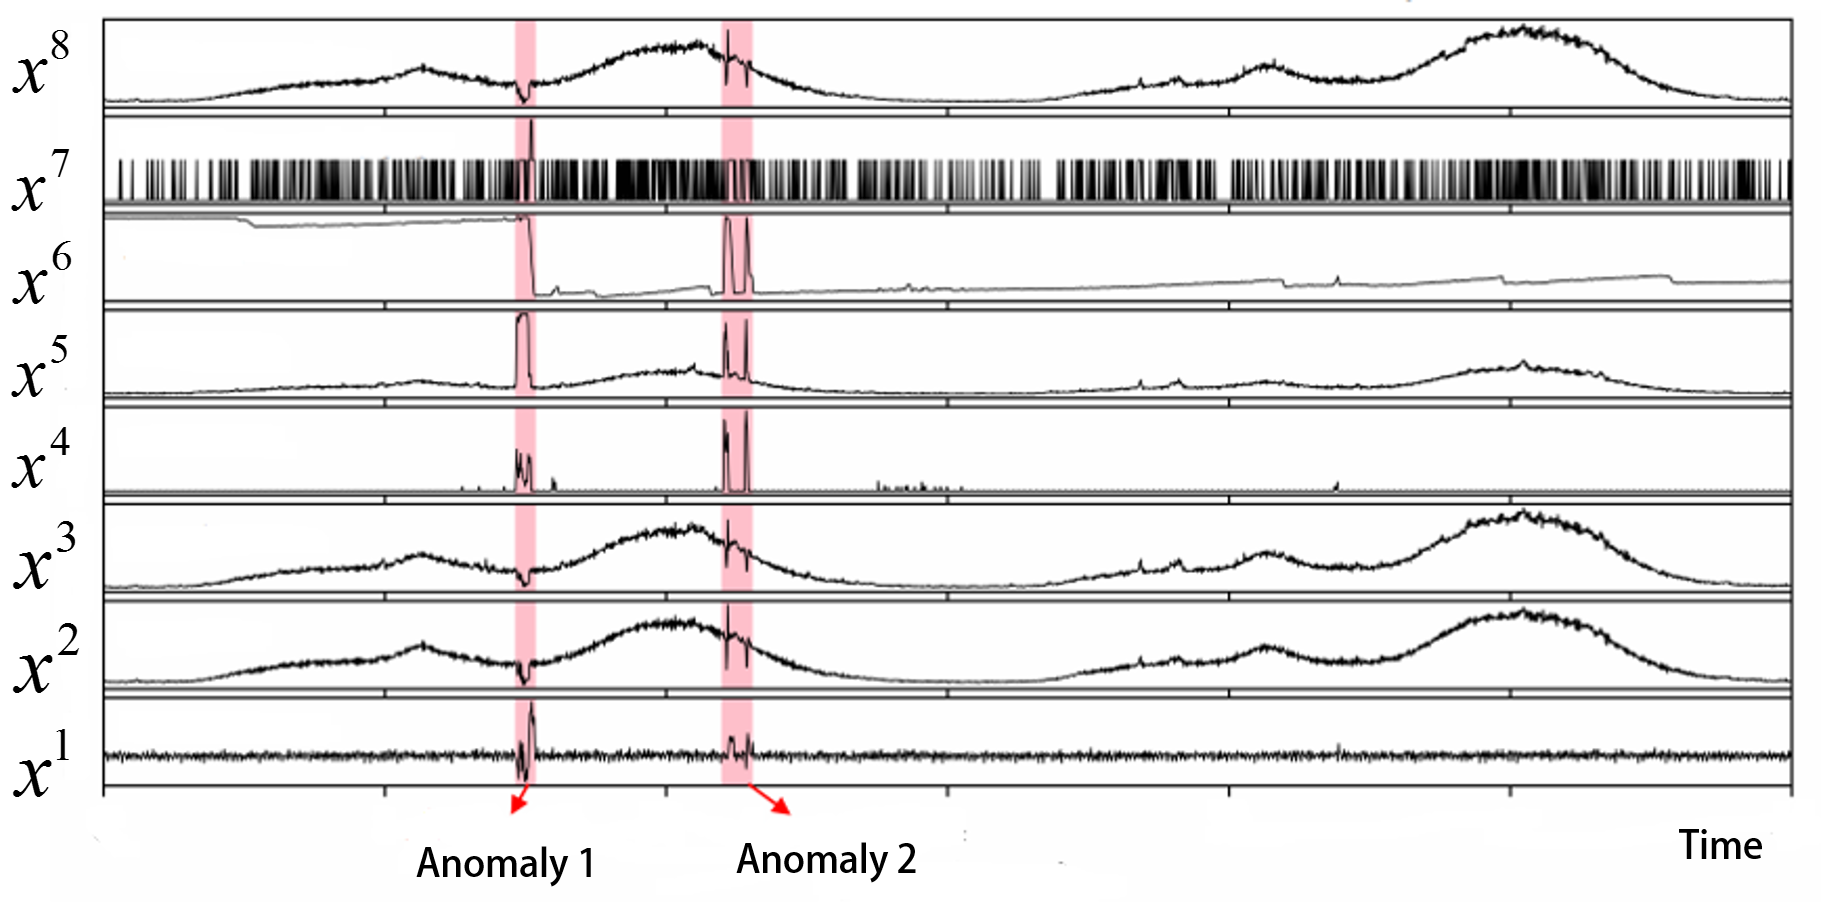 x⁸
x⁷
x⁶
x⁵
x⁴
x³
x²
x¹
Anomaly 1
Anomaly 2
Time